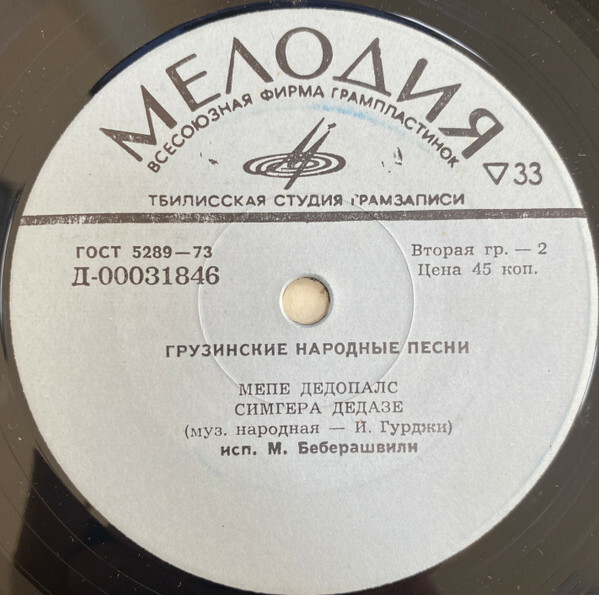 МЕЛОДИЯ
ВСЕСОЮЗНАЯ ФИРМА ГРАМПЛАСТИНОК
33
ТБИЛИССКАЯ СТУДИЯ ГРАМЗАПИСИ
ГОСТ 5289—73
Вторая гр. — 2
Д-00031846
Цена 45 коп.
ГРУЗИНСКИЕ НАРОДНЫЕ ПЕСНИ
МЕПЕ ДЕДОПАЛС
СИМГЕРА ДЕДАЗЕ
(муз. народная — И. Гурджи)
исп. М. Беберашвили